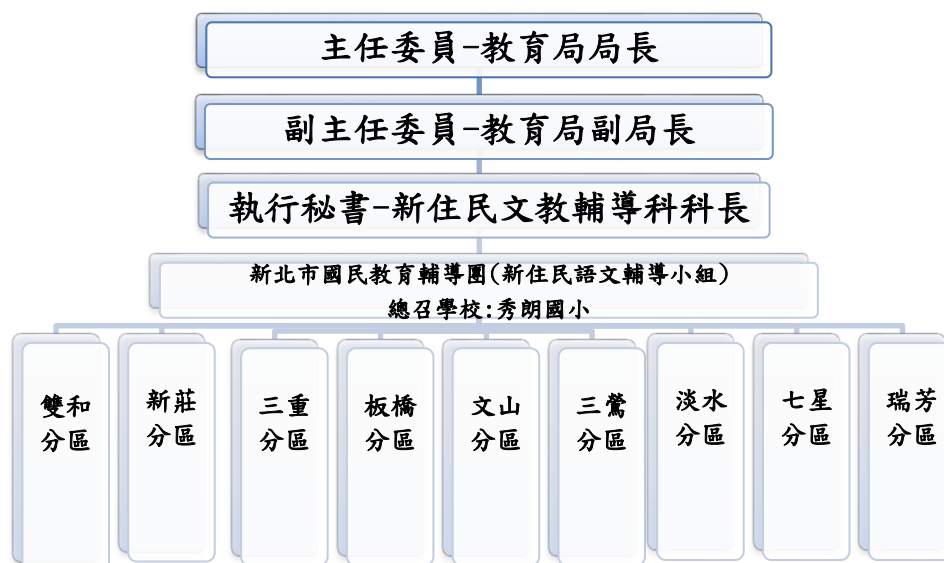 主任委員-教育局局長
副主任委員-教育局副局長
執行秘書-新住民文教輔導科科長
新北市國民教育輔導團(新住民語文輔導小組)
總召學校:秀朗國小
雙和
分區
新莊
分區
三重
分區
板橋
分區
文山
分區
三鶯
分區
淡水
分區
七星
分區
瑞芳
分區